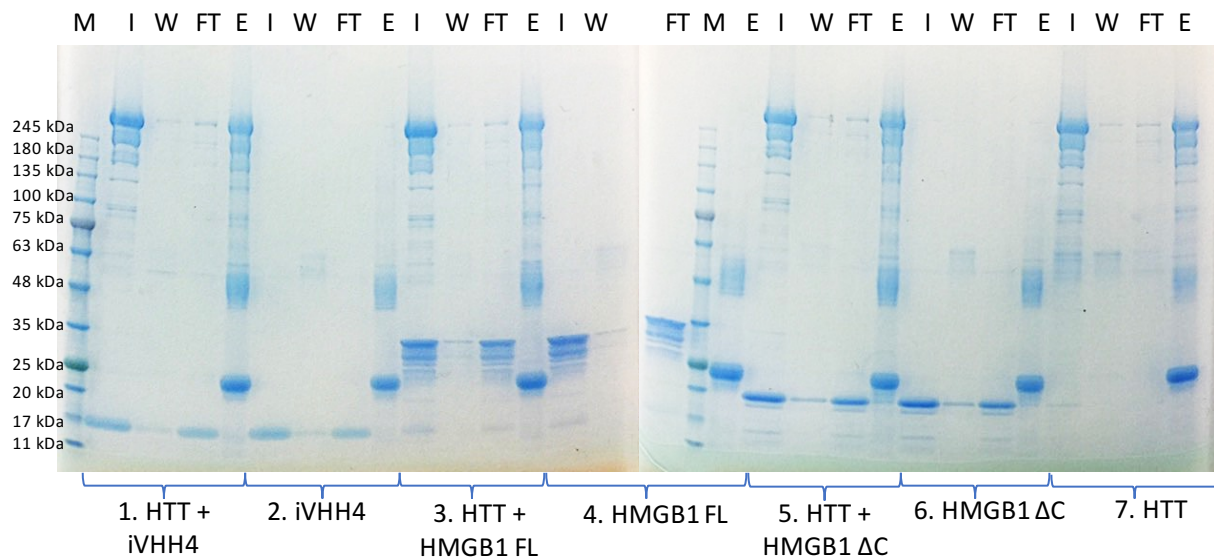 M I W FT E I W FT E I W FT E I W FT M E I W FT E I W FT E I W FT E
245 kDa
180 kDa
135 kDa
100 kDa
75 kDa
63 kDa
48 kDa
35 kDa
25 kDa
20 kDa
17 kDa
11 kDa
1. HTT +
iVHH4
2. iVHH4
3. HTT +
HMGB1 FL
4. HMGB1 FL
5. HTT +
HMGB1 ΔC
6. HMGB1 ΔC
7. HTT